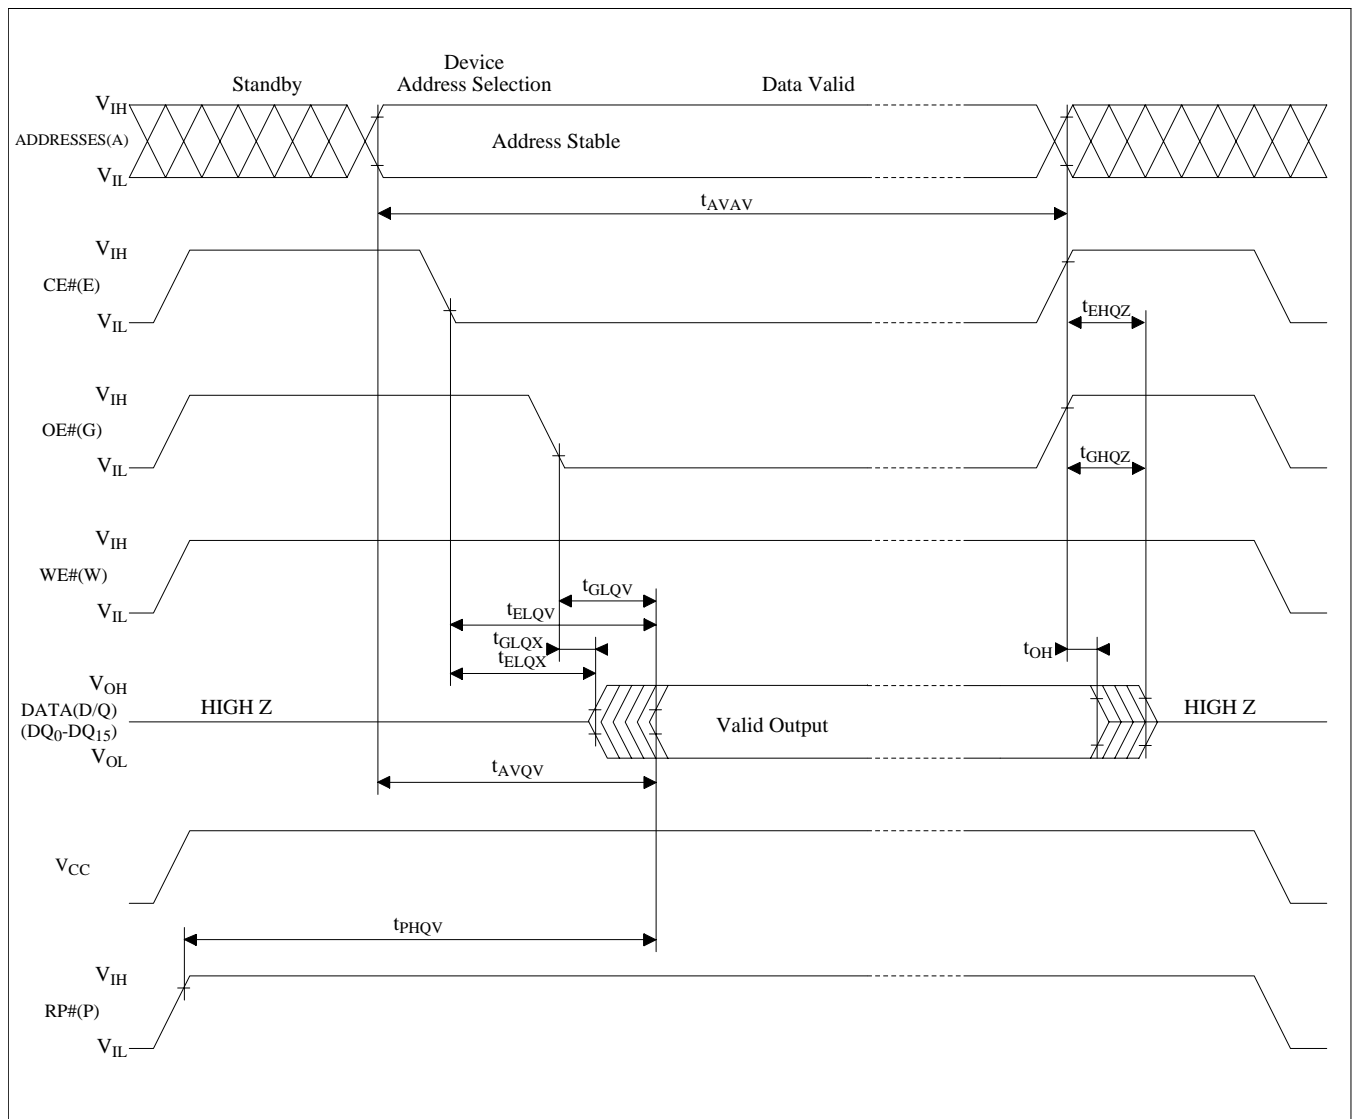 Device
Standby Address Selection Data Valid
VIH
ADDRESSES(A) Address Stable
VIL
tAVAV
VIH
CE#(E)
tEHQZ
VIL
VIH
OE#(G)
tGHQZ
VIL
VIH
WE#(W)
tGLQV
VIL
tELQV
tGLQX
tOH
tELQX
VOH
DATA(D/Q) HIGH Z Valid Output HIGH Z
(DQ0-DQ15)
VOL
tAVQV
VCC
tPHQV
VIH
RP#(P)
VIL